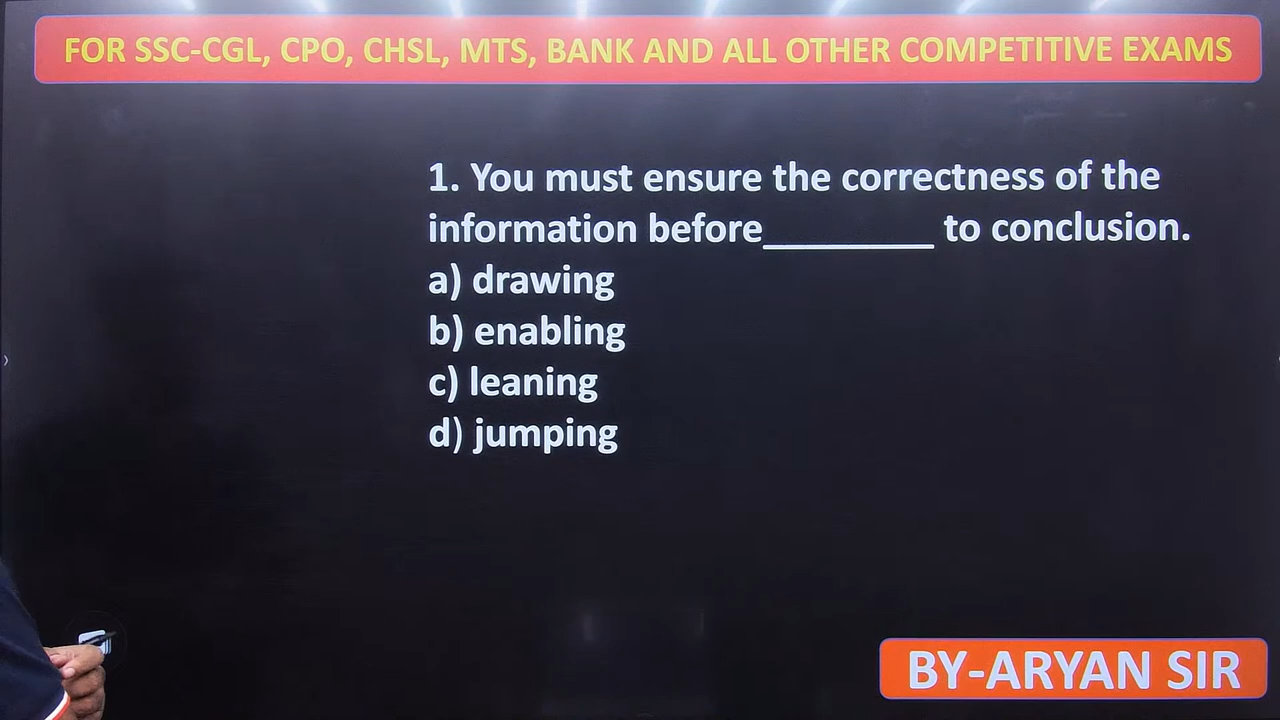 FOR SSC-CGL, CPO, CHSL, MTS, BANK AND ALL OTHER COMPETITIVE EXAMS
1. You must ensure the correctness of the
information before________ to conclusion.
a) drawing
b) enabling
c) leaning
d) jumping
BY-ARYAN SIR